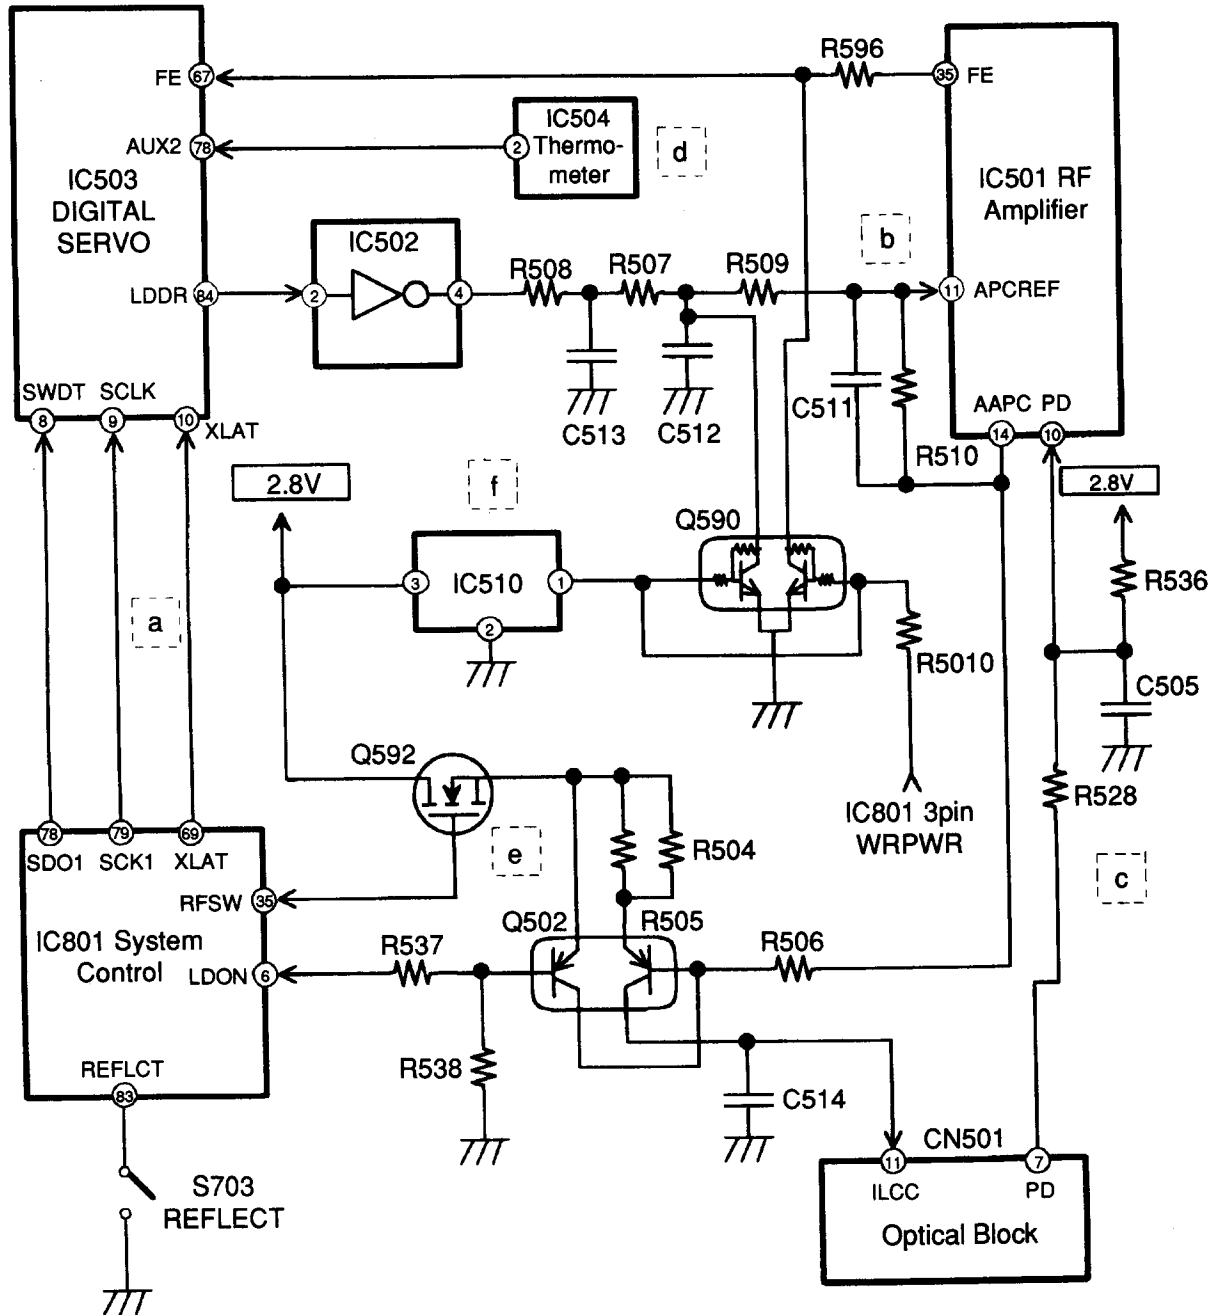 R596
FE 67
35 FE
IC504
AUX2 78
2 Thermo-
meter
d
IC503
DIGITAL
SERVO
IC501 RF
Amplifier
IC502
b
R508
R507
R509
LDDR 84
2
4
11 APCREF
SWDT SCLK
8
9
10
XLAT
C513
C512
C511
R510
AAPC PD
14
10
2.8V
f
2.8V
Q590
3
IC510
1
2
R536
a
R5010
C505
Q592
R528
IC801 3pin
WRPWR
78
79
69
SDO1 SCK1 XLAT
e
R504
c
RFSW 35
IC801 System
Control
Q502
R505
R537
R506
LDON 6
REFLCT
83
R538
C514
CN501
11
7
ILCC
PD
S703
REFLECT
Optical Block